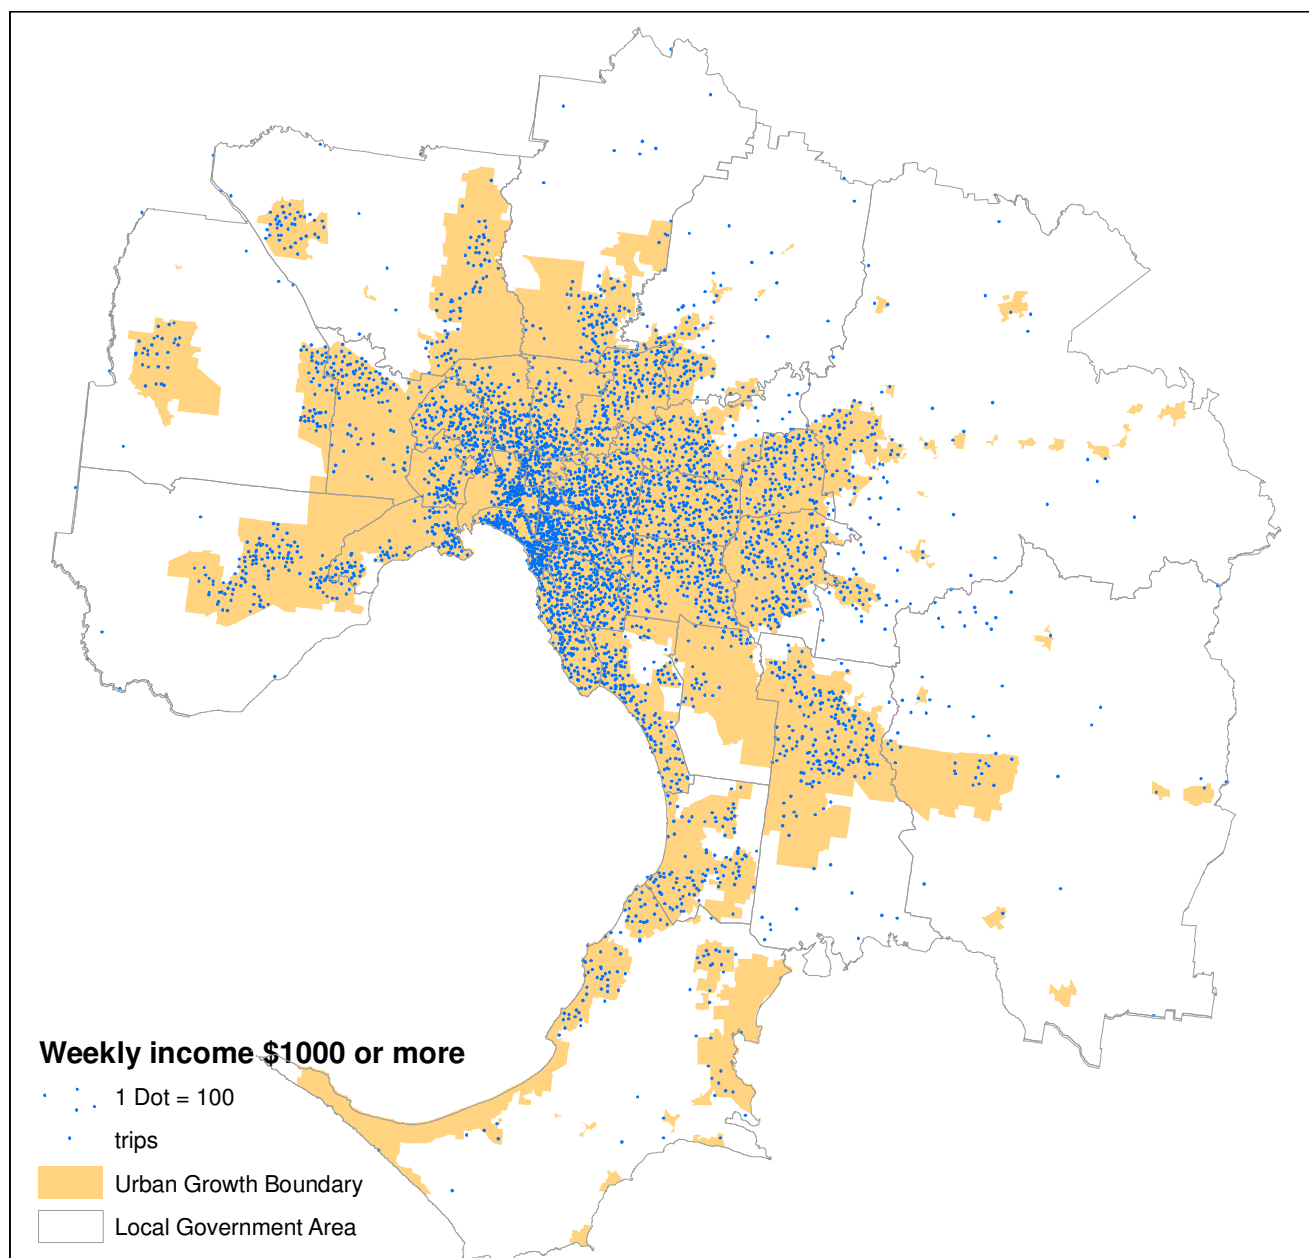 Weekly income $1000 or more
1 Dot = 100
trips
Urban Growth Boundary
Local Government Area